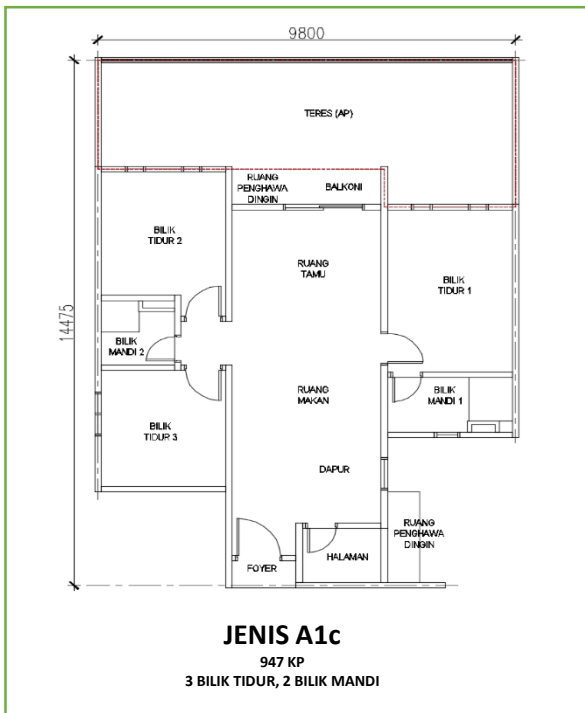 9800
TERES (AP)
RUANG
PENGHAWA
DINGIN
BALKONI
BILIK
TIDUR 2
RUANG
TAMU
BILIK
TIDUR 1
14475
BILIK
MANDI 2
RUANG
MAKAN
BILIK
MANDI 1
BILIK
TIDUR 3
DAPUR
RUANG
PENGHAWA
DINGIN
FOYER
HALAMAN
JENIS A1c
947 KP
3 BILIK TIDUR, 2 BILIK MANDI